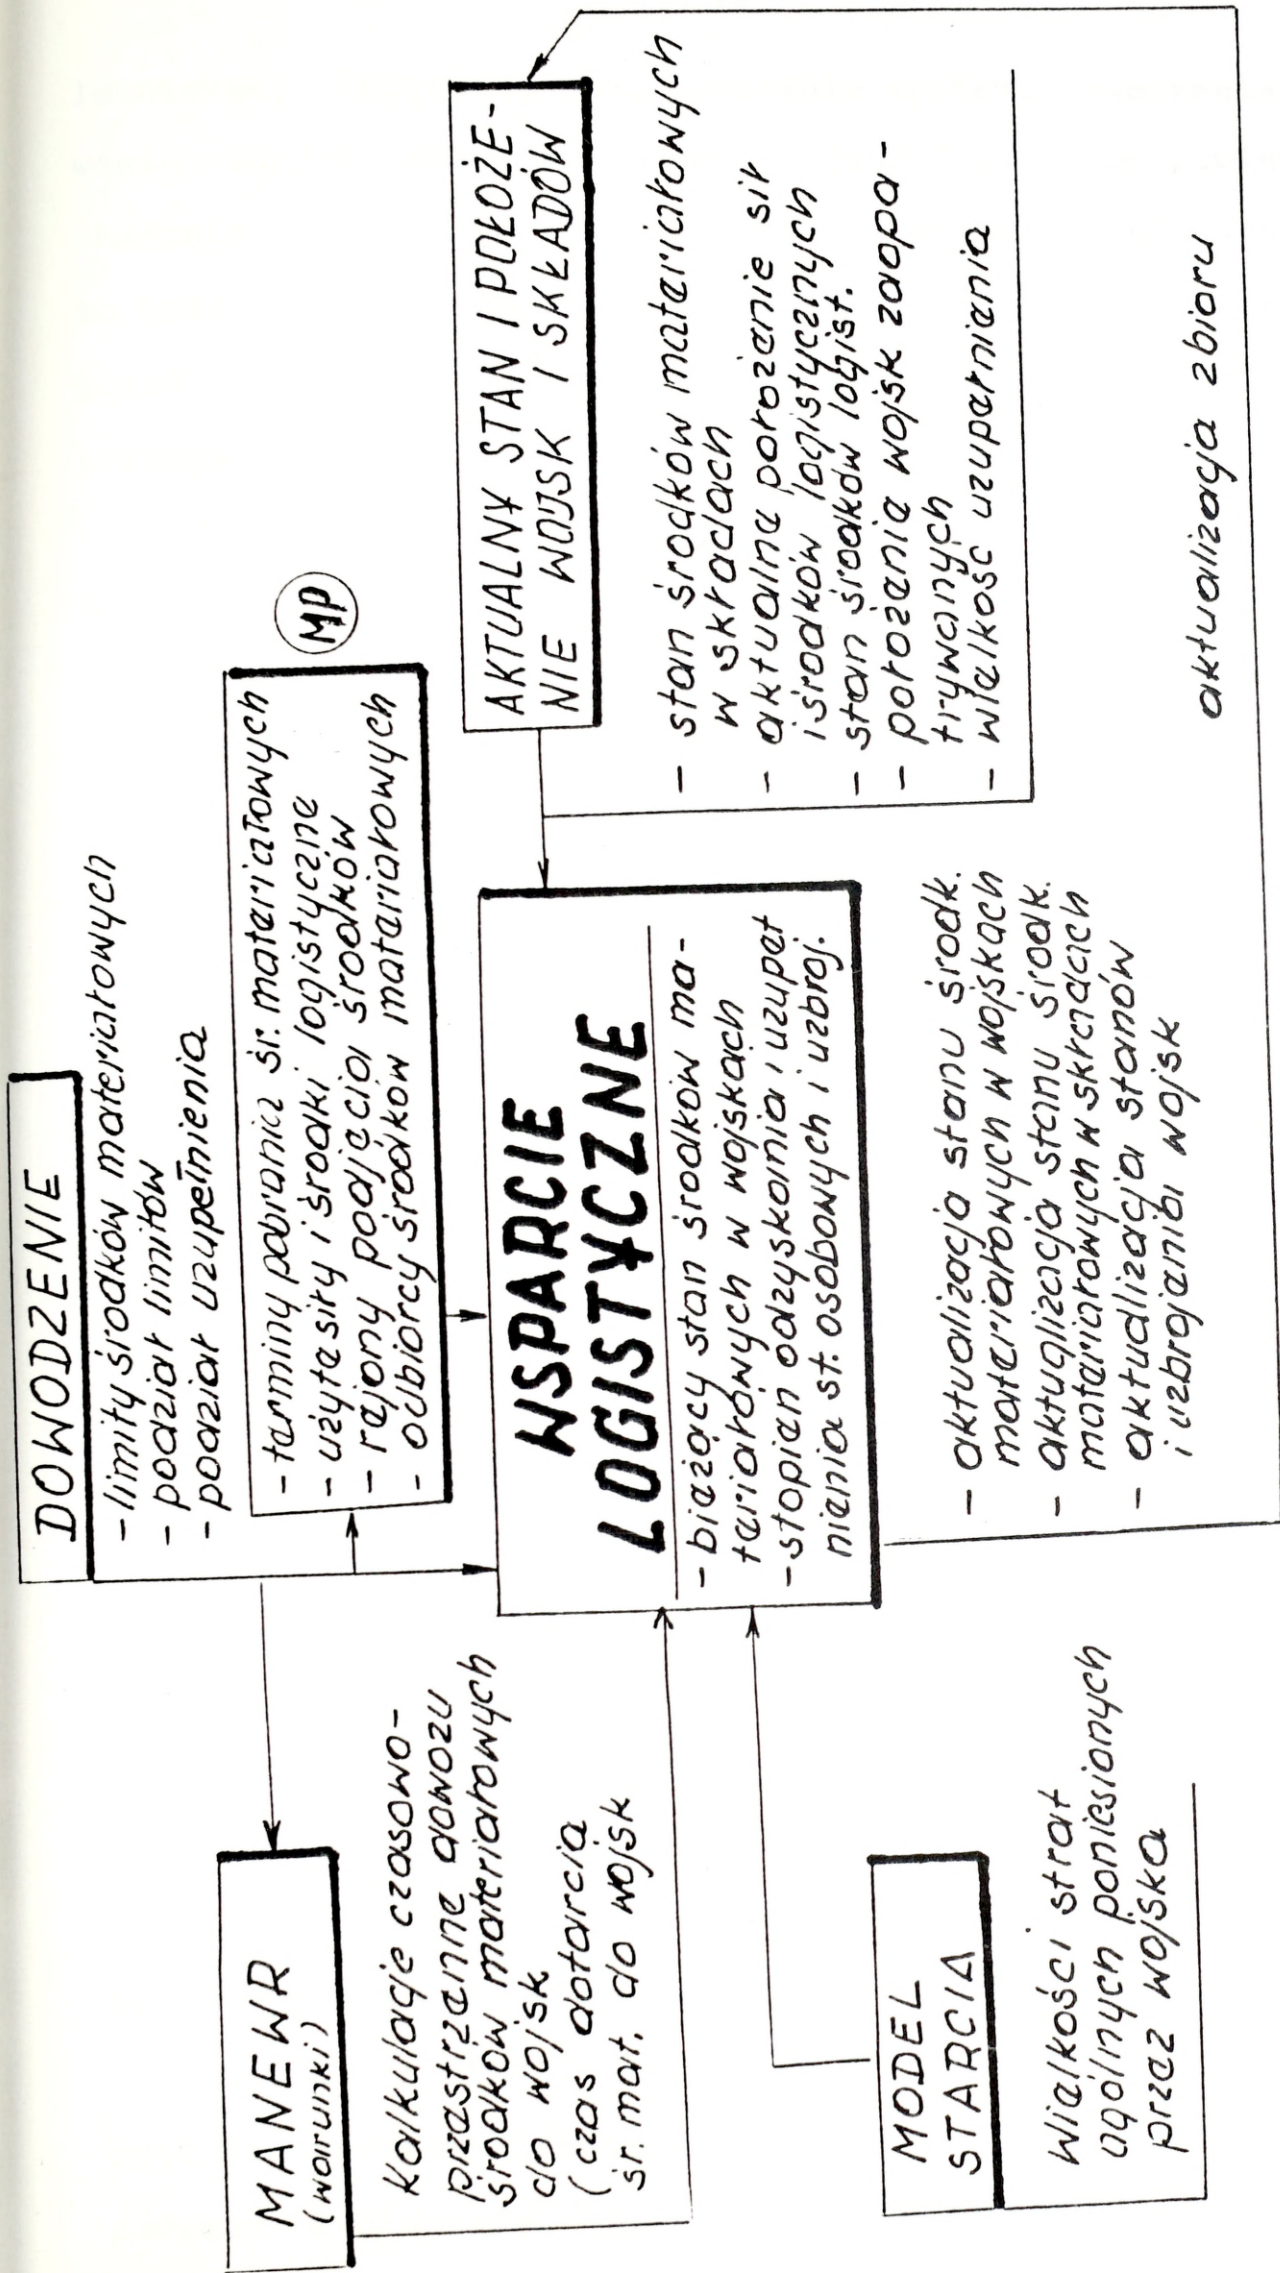 DOWODZENIE
- limity środków materiałowych
- podział limitów
- podział uzupełnienia
- terminy pobrania śr. materiałowych
- użyte siły i środki logistyczne
- rejony podjęcia środków
- odbiorcy środków materiałowych
MP
MANEWR
(warunki)
Kalkulacje czasowo-
przestrzenne dowozu
środków materiałowych
do wojsk
(czas dotarcia
śr. mat. do wojsk
WSPARCIE
LOGISTYCZNE
- bieżący stan środków ma-
teriałowych w wojskach
- stopień odzyskania i uzupeł
nienia st. osobowych i uzbroj.
AKTUALNY STAN I POŁOŻE-
NIE WOJSK I SKŁADÓW
- stan środków materiałowych
w składach
- aktualne położenie sił
i środków logistycznych
- stan środków logist.
- położenie wojsk zaopa-
trywanych
- wielkość uzupełnienia
MODEL
STARCIA
Wielkości strat
ogólnych poniesionych
przez wojska
- aktualizacja stanu środk.
materiałowych w wojskach
- aktualizacja stanu środk.
materiałowych w składach
- aktualizacja stanów
i uzbrojenia wojsk
aktualizacja zbioru